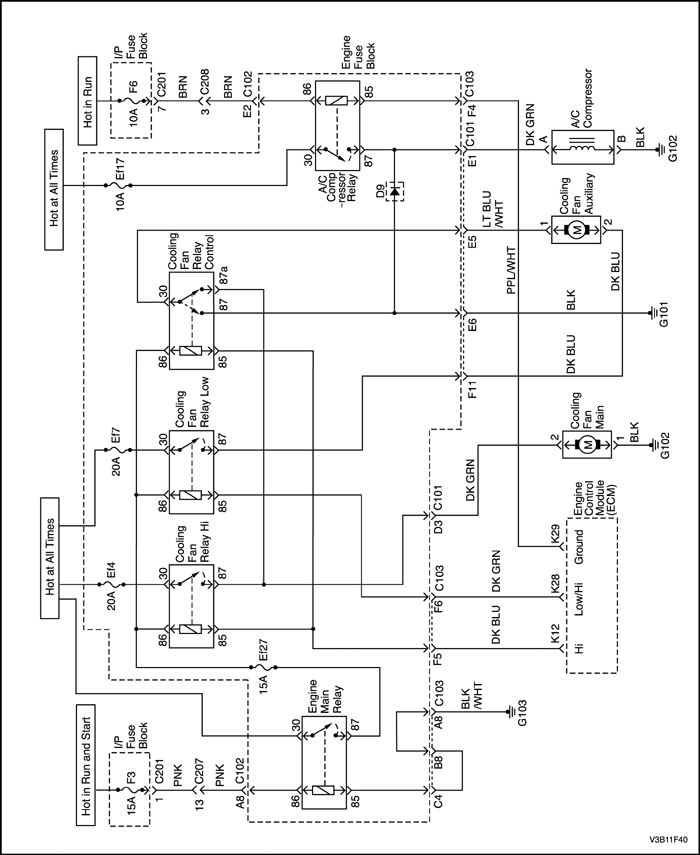 Hot in Run and Start
I/P
Fuse
Block
F3
15A
C201
1
PNK
C207
13
PNK
C102
A8
86
85
30
87
Engine
Main
Relay
Ef27
15A
C4
B8
A8
C103
BLK
/WHT
G103
Hot at All Times
Ef4
20A
Ef7
20A
Cooling
Fan
Relay Hi
86
85
30
87
Cooling
Fan
Relay Low
86
85
30
87
Cooling
Fan
Relay
Control
86
85
30
87
87a
F5
F6
C103
DK BLU
DK GRN
K12
K28
K29
Hi
Low/Hi
Ground
Engine
Control
Module
(ECM)
D3
C101
DK GRN
2
1
M
Cooling
Fan
Main
BLK
G102
F11
DK BLU
E6
BLK
G101
E5
LT BLU
/WHT
PPL/WHT
1
2
M
Cooling
Fan
Auxiliary
DK BLU
Hot at All Times
Ef17
10A
Hot in Run
I/P
Fuse
Block
F6
10A
C201
7
BRN
C208
3
BRN
C102
E2
Engine
Fuse
Block
86
85
30
87
A/C
Comp
-ressor
Relay
D9
E1
C101
F4
C103
DK GRN
A
B
A/C
Compressor
BLK
G102
V3B11F40